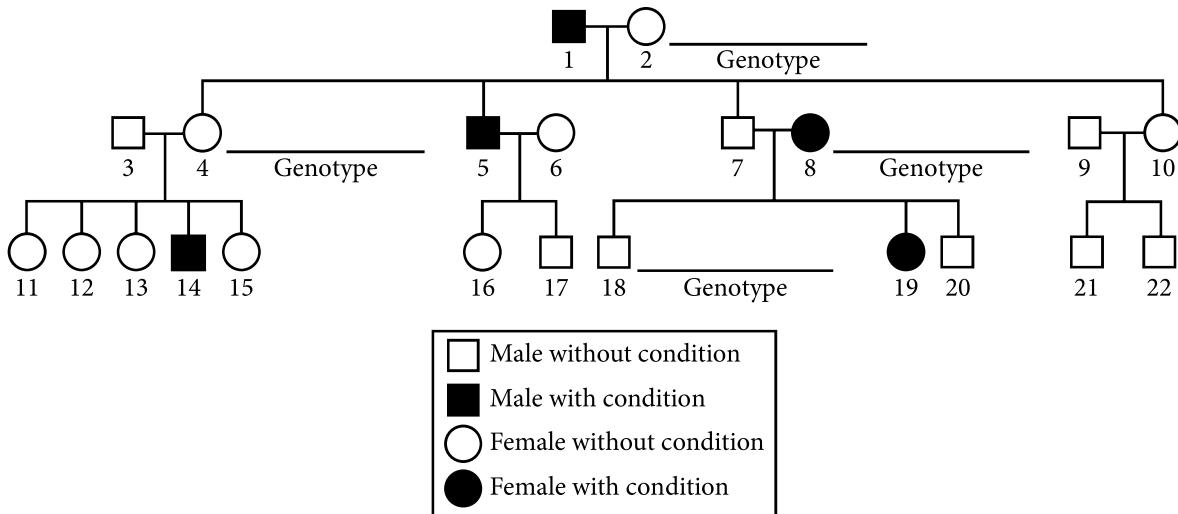 1 2 Genotype
3 4 Genotype 5 6 7 8 Genotype 9 10
11 12 13 14 15 16 17 18 Genotype 19 20 21 22
Male without condition
Male with condition
Female without condition
Female with condition